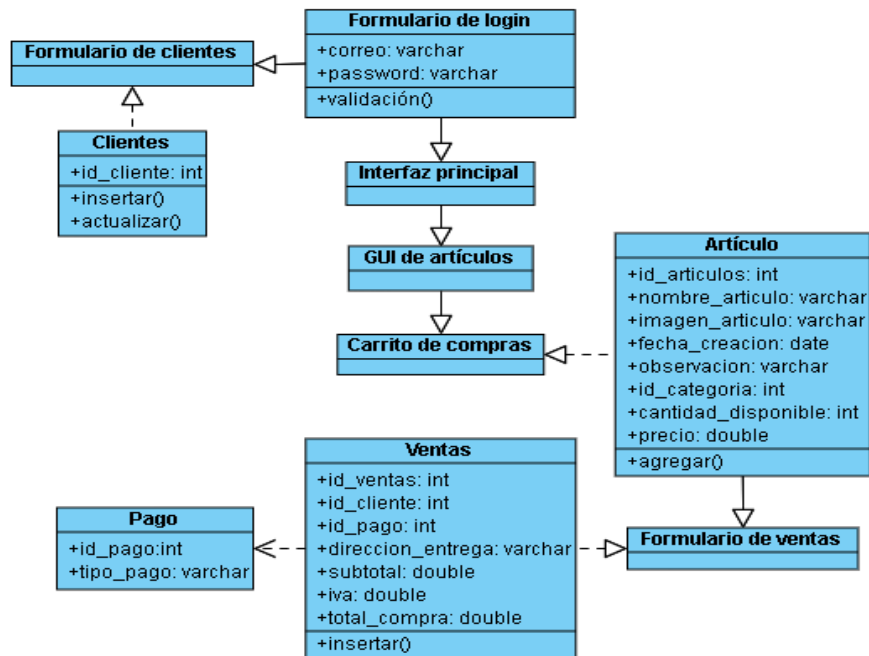 Formulario de login
+correo: varchar
+password: varchar
+validación()
Formulario de clientes
Clientes
+id_cliente: int
+insertar()
+actualizar()
Interfaz principal
GUI de artículos
Carrito de compras
Artículo
+id_articulos: int
+nombre_articulo: varchar
+imagen_articulo: varchar
+fecha_creacion: date
+observacion: varchar
+id_categoria: int
+cantidad_disponible: int
+precio: double
+agregar()
Ventas
+id_ventas: int
+id_cliente: int
+id_pago: int
+direccion_entrega: varchar
+subtotal: double
+iva: double
+total_compra: double
+insertar()
Pago
+id_pago:int
+tipo_pago: varchar
Formulario de ventas